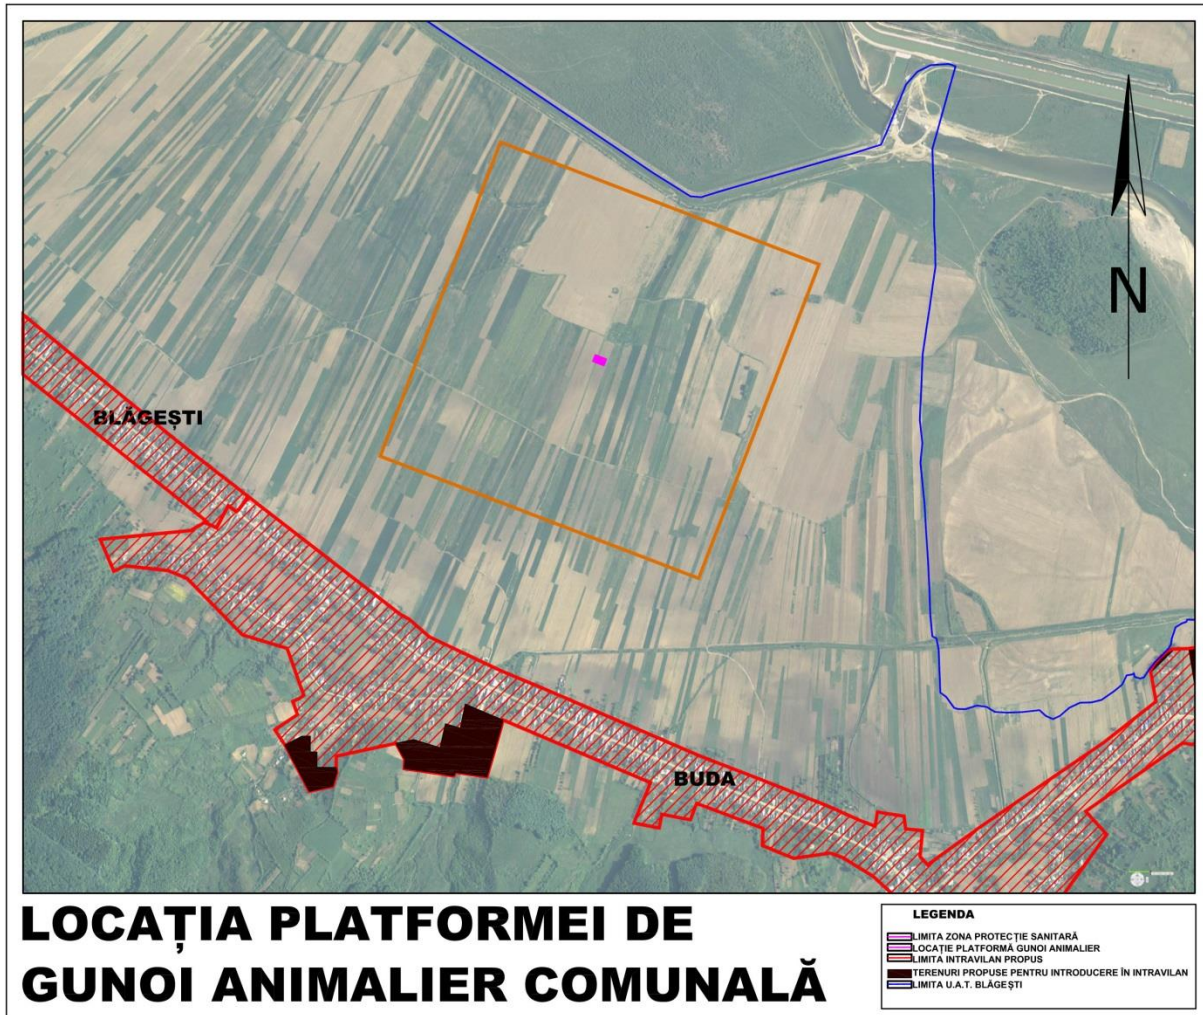 N
BLĂGEȘTI
BUDA
LOCAȚIA PLATFORMEI DE
GUNOI ANIMALIER COMUNALĂ
LEGENDA
LIMITA ZONA PROTECȚIE SANITARĂ
LOCAȚIE PLATFORMĂ GUNOI ANIMALIER
LIMITA INTRAVILAN PROPUS
TERENURI PROPUSE PENTRU INTRODUCERE ÎN INTRAVILAN
LIMITA U.A.T. BLĂGEȘTI